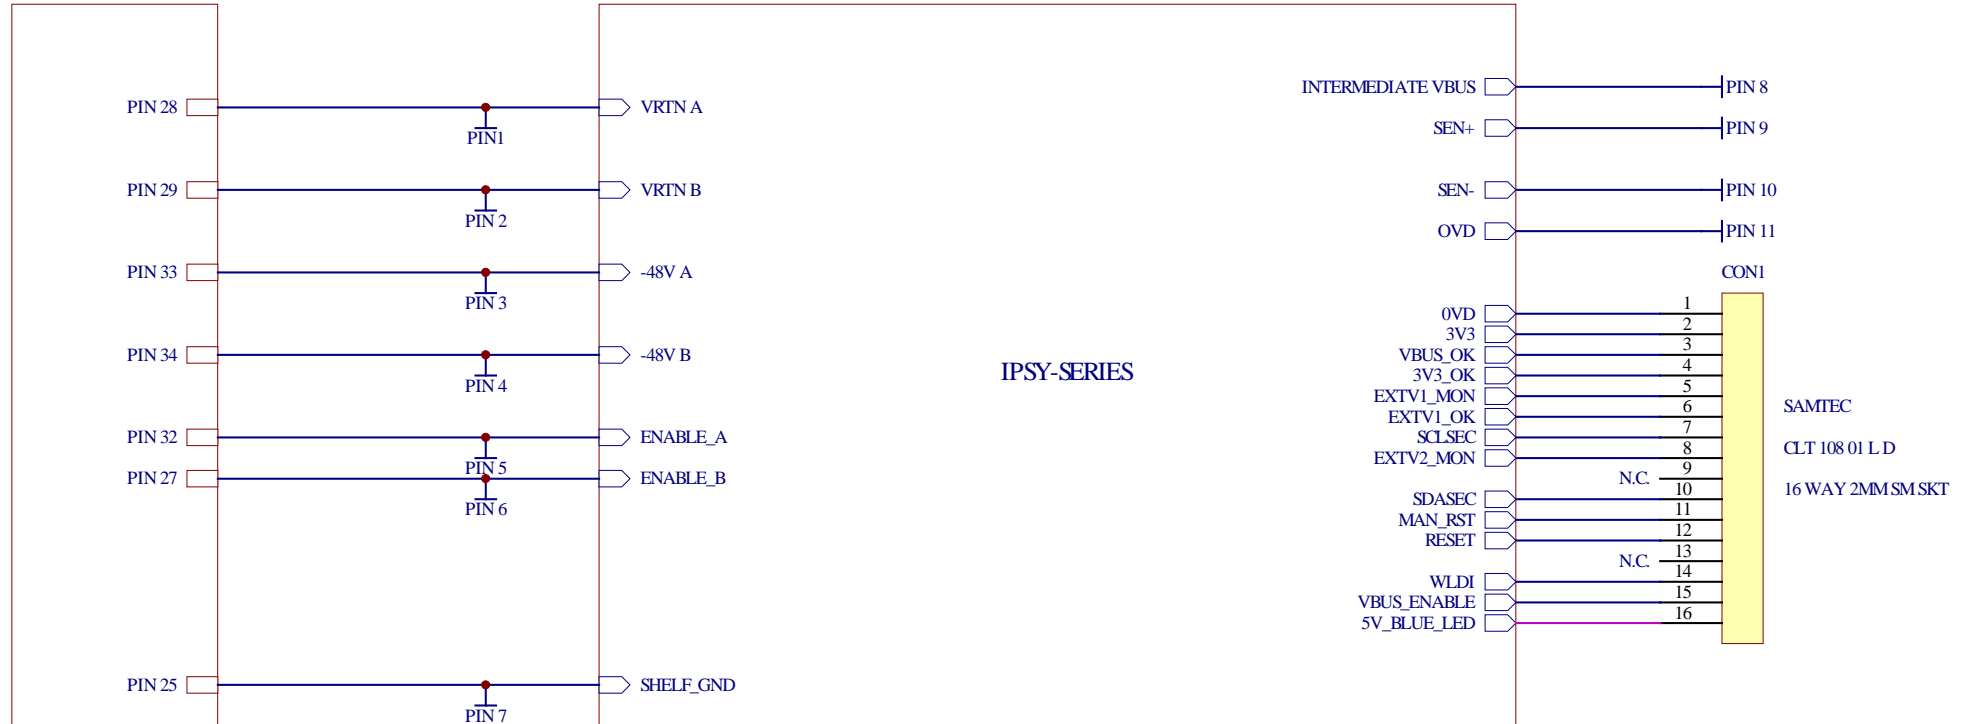 PIN 28
PIN1
VRTN A
PIN 29
PIN 2
VRTN B
PIN 33
PIN 3
-48V A
PIN 34
PIN 4
-48V B
PIN 32
PIN 5
ENABLE_A
PIN 27
PIN 6
ENABLE_B
PIN 25
PIN 7
SHELF_GND
IPSY-SERIES
INTERMEDIATE VBUS
PIN 8
SEN+
PIN 9
SEN-
PIN 10
OVD
PIN 11
CON1
0VD 1
3V3 2
VBUS_OK 3
3V3_OK 4
EXTV1_MON 5
EXTV1_OK 6
SCLSEC 7
EXTV2_MON 8
N.C. 9
SDASEC 10
MAN_RST 11
RESET 12
N.C. 13
WLDI 14
VBUS_ENABLE 15
5V_BLUE_LED 16
SAMTEC
CLT 108 01 L D
16 WAY 2MM SM SKT